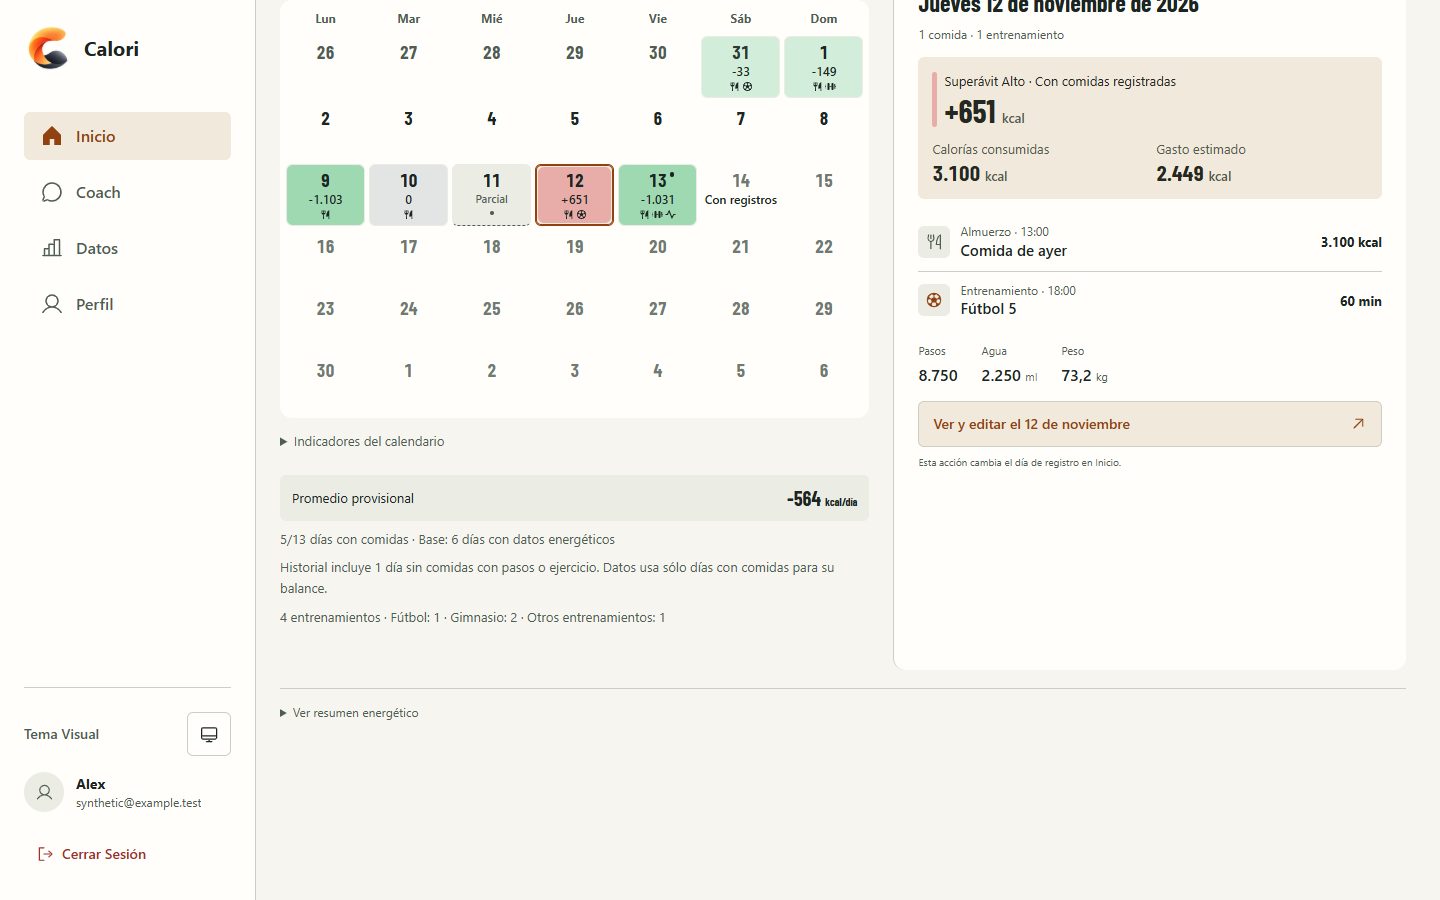 Calori
Inicio
Coach
Datos
Perfil
Tema Visual
Alex
synthetic@example.test
Cerrar Sesión
Lun Mar Mié Jue Vie Sáb Dom
26 27 28 29 30 31 1
-33 -149
2 3 4 5 6 7 8
9 10 11 12 13 14 15
-1.103 0 Parcial +651 -1.031 Con registros
16 17 18 19 20 21 22
23 24 25 26 27 28 29
30 1 2 3 4 5 6
Indicadores del calendario
Promedio provisional -564 kcal/día
5/13 días con comidas · Base: 6 días con datos energéticos
Historial incluye 1 día sin comidas con pasos o ejercicio. Datos usa sólo días con comidas para su
balance.
4 entrenamientos · Fútbol: 1 · Gimnasio: 2 · Otros entrenamientos: 1
Ver resumen energético
Jueves 12 de noviembre de 2026
1 comida · 1 entrenamiento
Superávit Alto · Con comidas registradas
+651 kcal
Calorías consumidas Gasto estimado
3.100 kcal 2.449 kcal
Almuerzo · 13:00
Comida de ayer
3.100 kcal
Entrenamiento · 18:00
Fútbol 5
60 min
Pasos Agua Peso
8.750 2.250 ml 73,2 kg
Ver y editar el 12 de noviembre
Esta acción cambia el día de registro en Inicio.